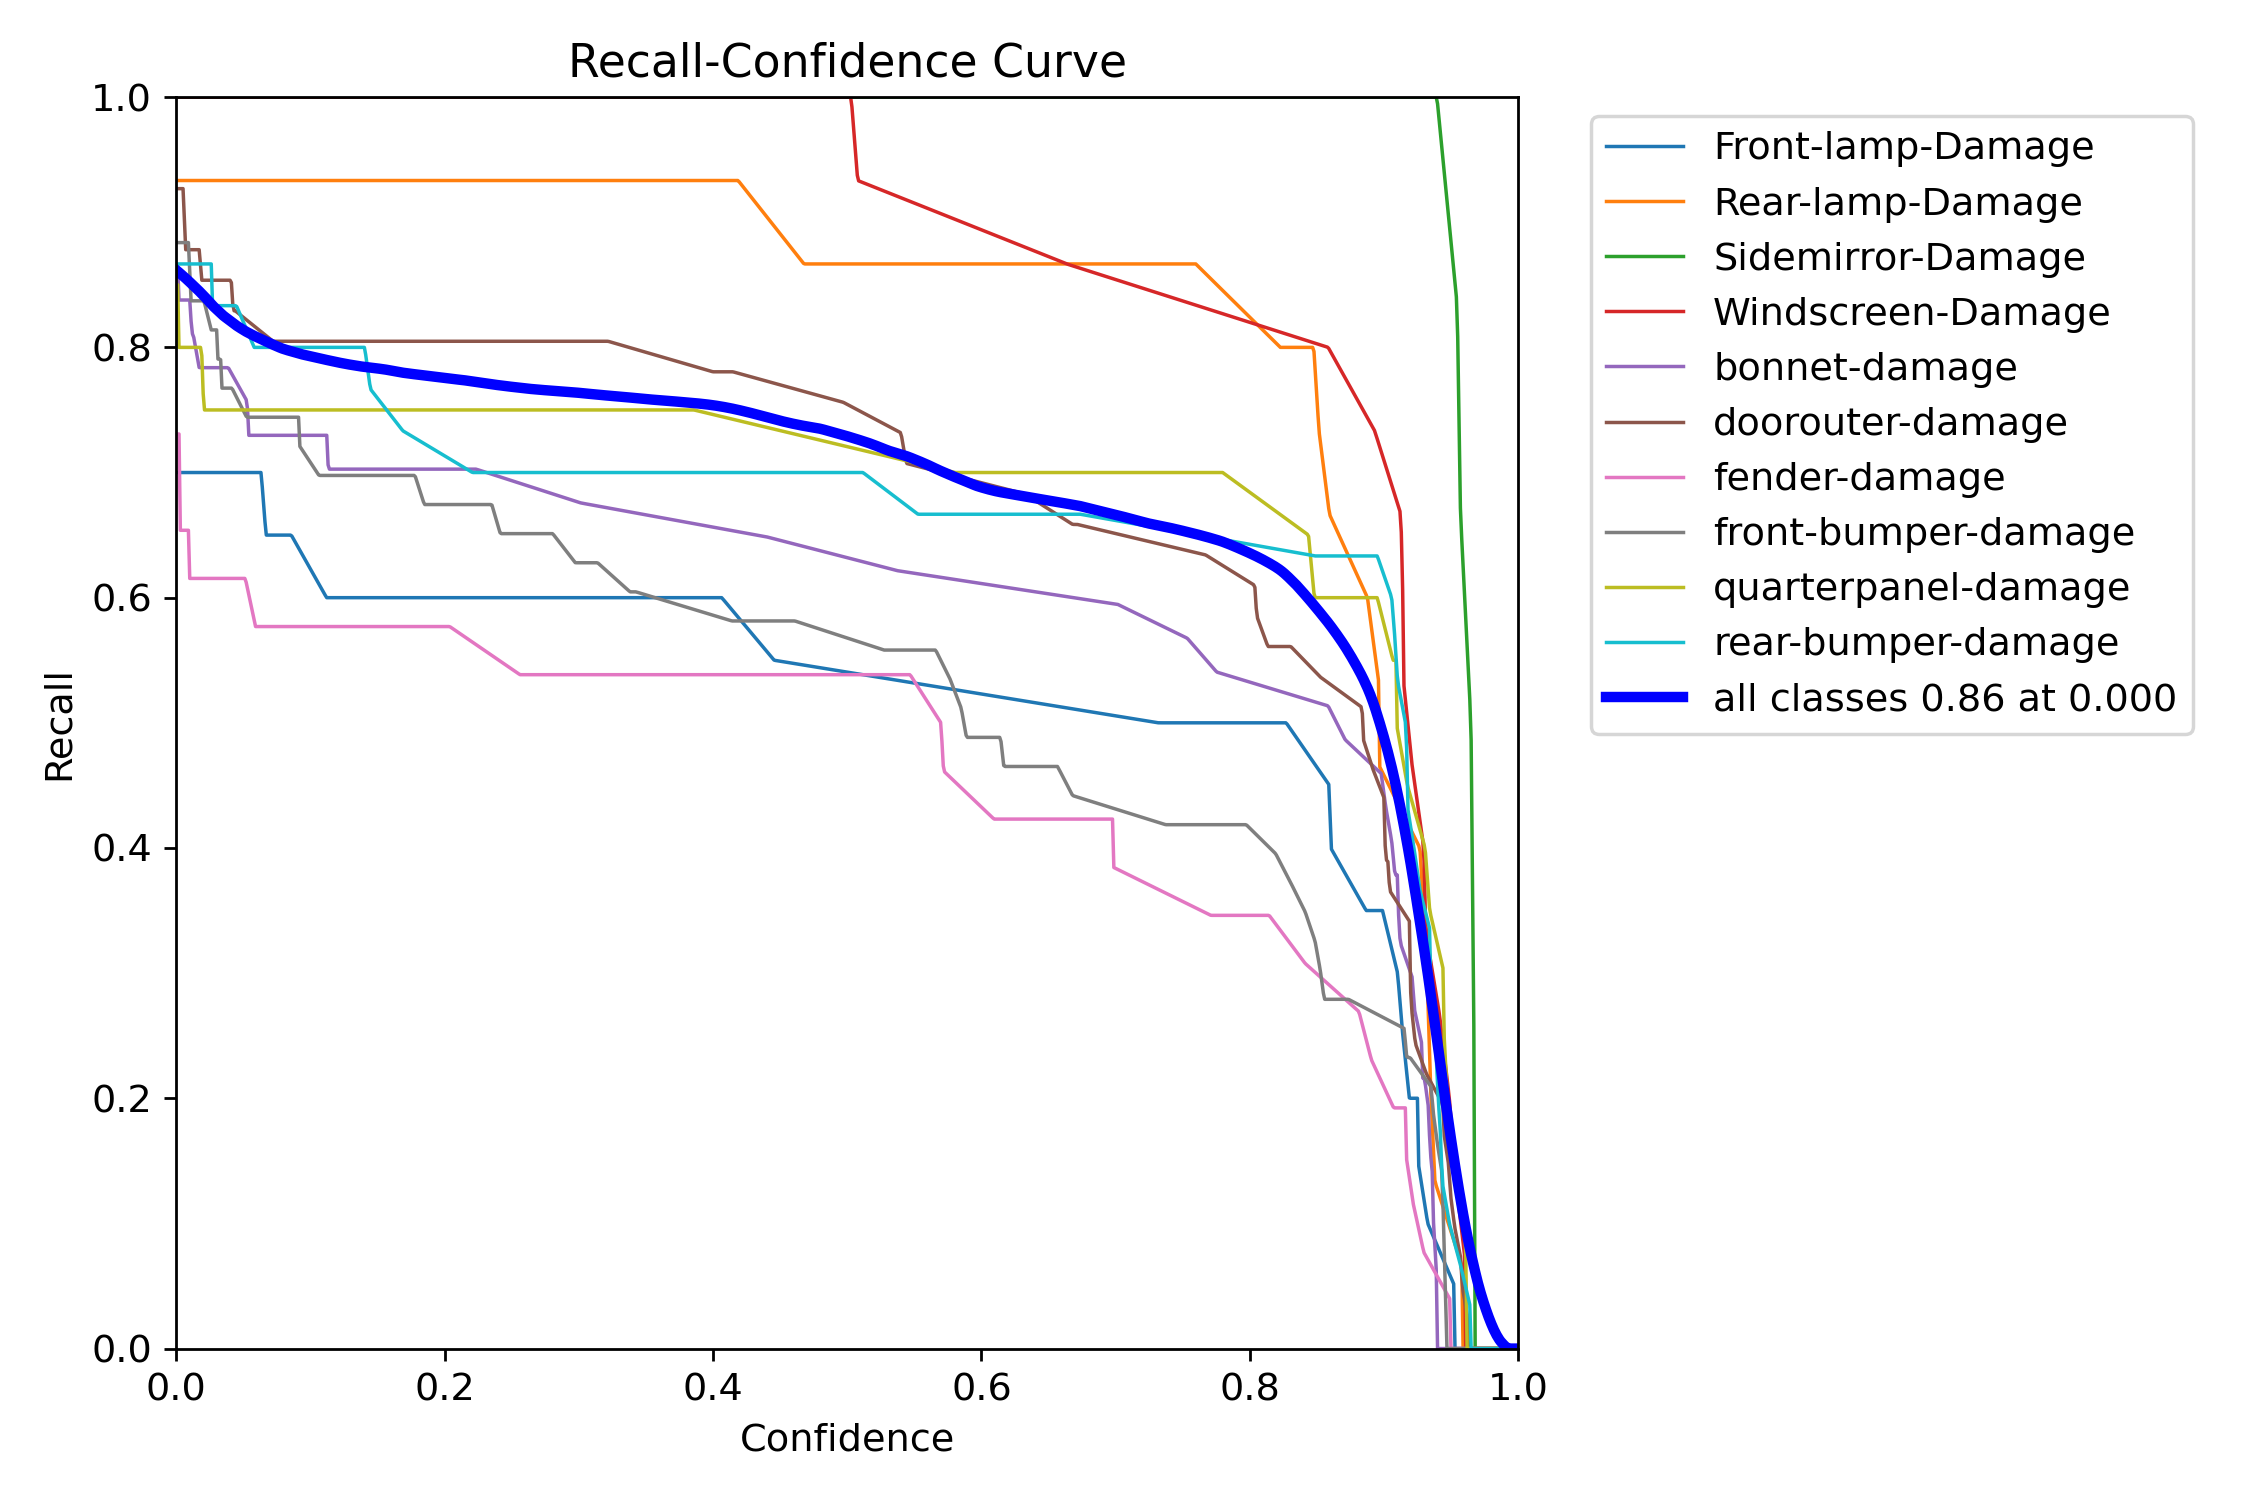 Recall-Confidence Curve
1.0
0.8
0.6
0.4
0.2
0.0
Recall
0.0 0.2 0.4 0.6 0.8 1.0
Confidence
Front-lamp-Damage
Rear-lamp-Damage
Sidemirror-Damage
Windscreen-Damage
bonnet-damage
doorouter-damage
fender-damage
front-bumper-damage
quarterpanel-damage
rear-bumper-damage
all classes 0.86 at 0.000